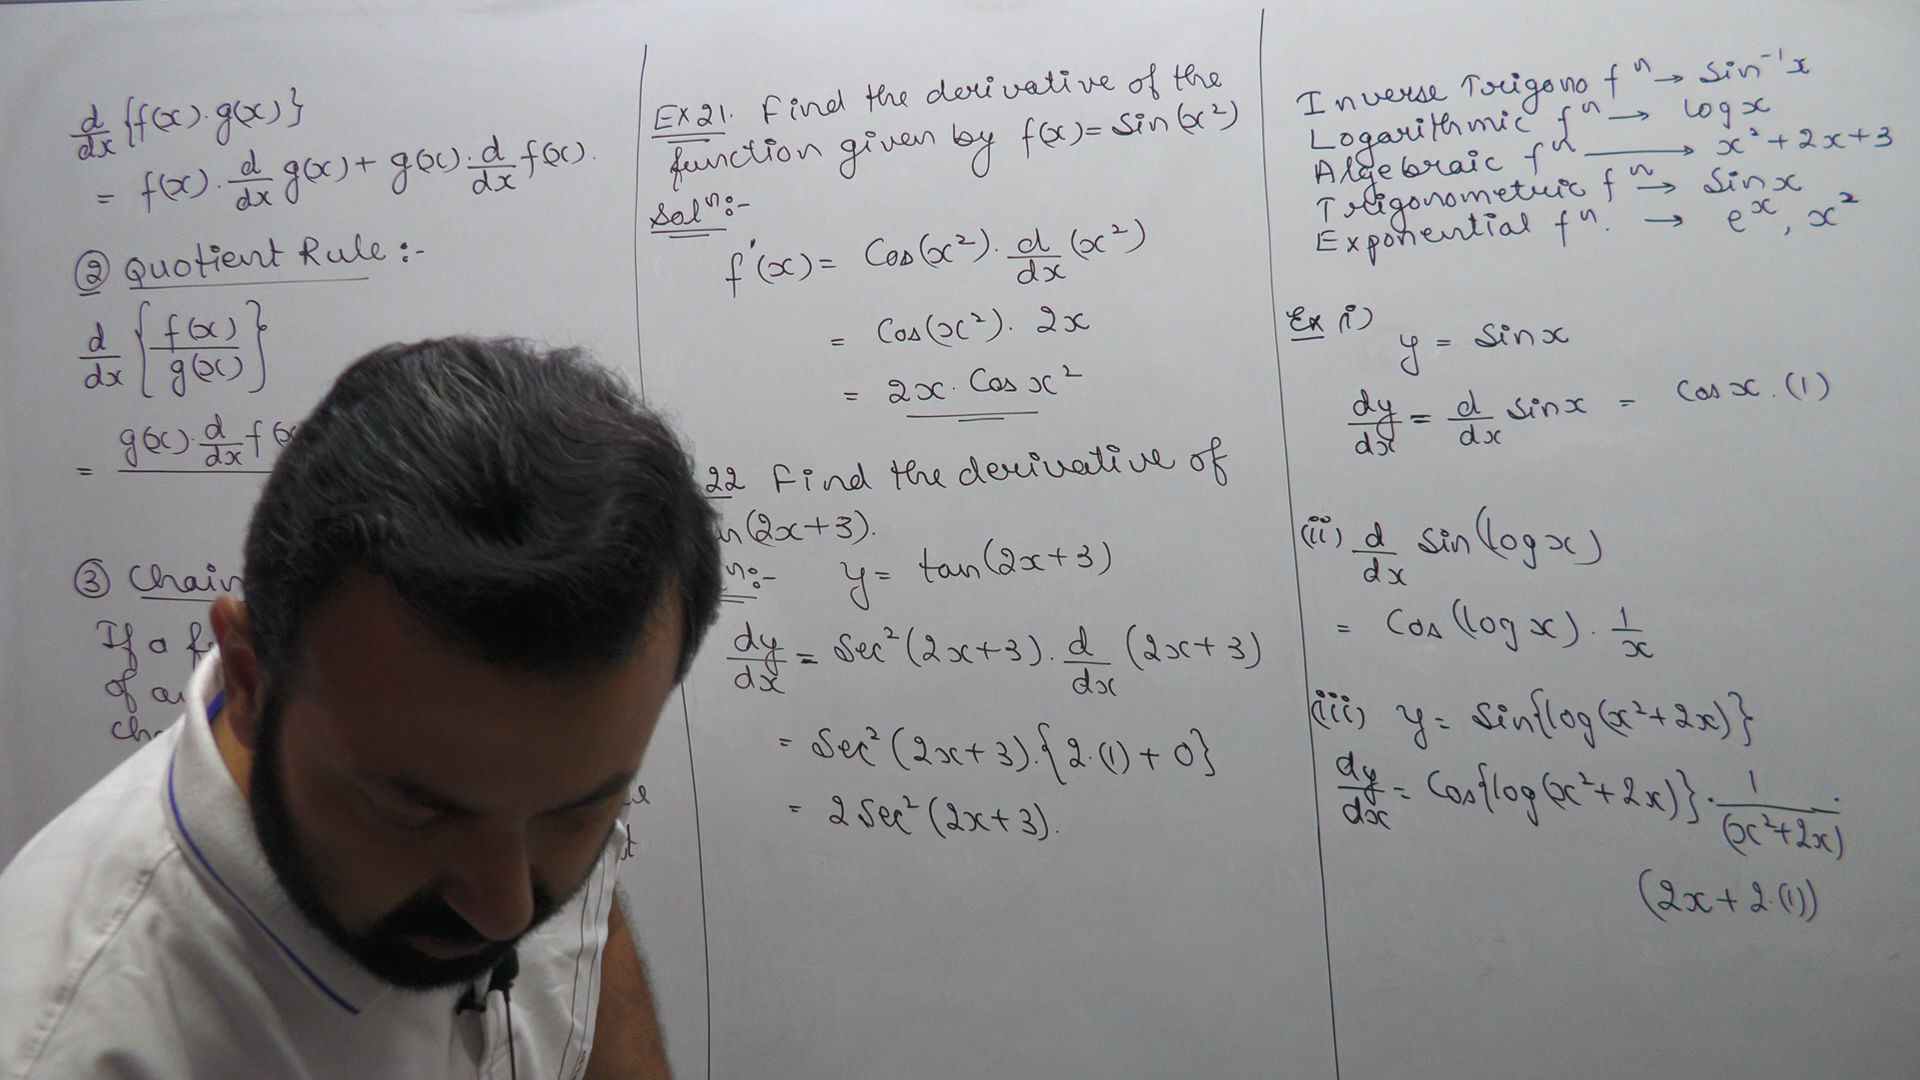 d/dx {f(x).g(x)}
= f(x). d/dx g(x) + g(x). d/dx f(x).
② Quotient Rule :-
d/dx {f(x)/g(x)}
= g(x). d/dx f(x
③ Chain
If a
of
Ex 21. Find the derivative of the
function given by f(x) = Sin(x²)
Solⁿ:-
f'(x) = Cos(x²). d/dx (x²)
= Cos(x²). 2x
= 2x. Cos x²
22 Find the derivative of
n(2x+3).
n:- y = tan(2x+3)
dy/dx = Sec²(2x+3). d/dx (2x+3)
= Sec²(2x+3).{2.(1)+0}
= 2 Sec²(2x+3).
Inverse Trigono fⁿ → Sin⁻¹x
Logarithmic fⁿ → log x
Algebraic fⁿ → x²+2x+3
Trigonometric fⁿ → Sin x
Exponential fⁿ. → eˣ, x²
Ex i) y = Sin x
dy/dx = d/dx Sin x = Cos x.(1)
(ii) d/dx Sin(log x)
= Cos(log x). 1/x
(iii) y = Sin{log(x²+2x)}
dy/dx = Cos{log(x²+2x)}. 1/(x²+2x).
(2x+2.(1))